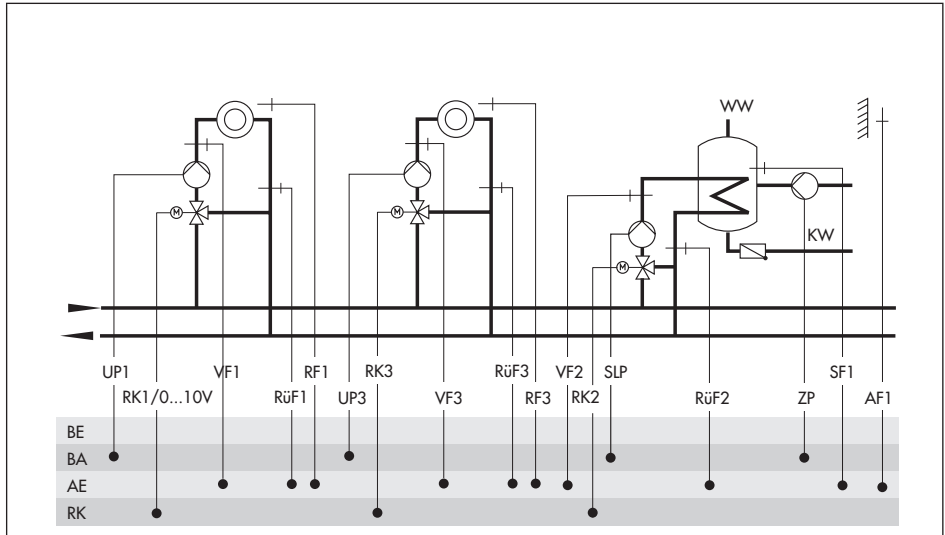 WW
M
M
M
KW
UP1 VF1 RF1 RK3 RüF3 VF2 SLP SF1
RK1/0...10V RüF1 UP3 VF3 RF3 RK2 RüF2 ZP AF1
BE
BA
AE
RK